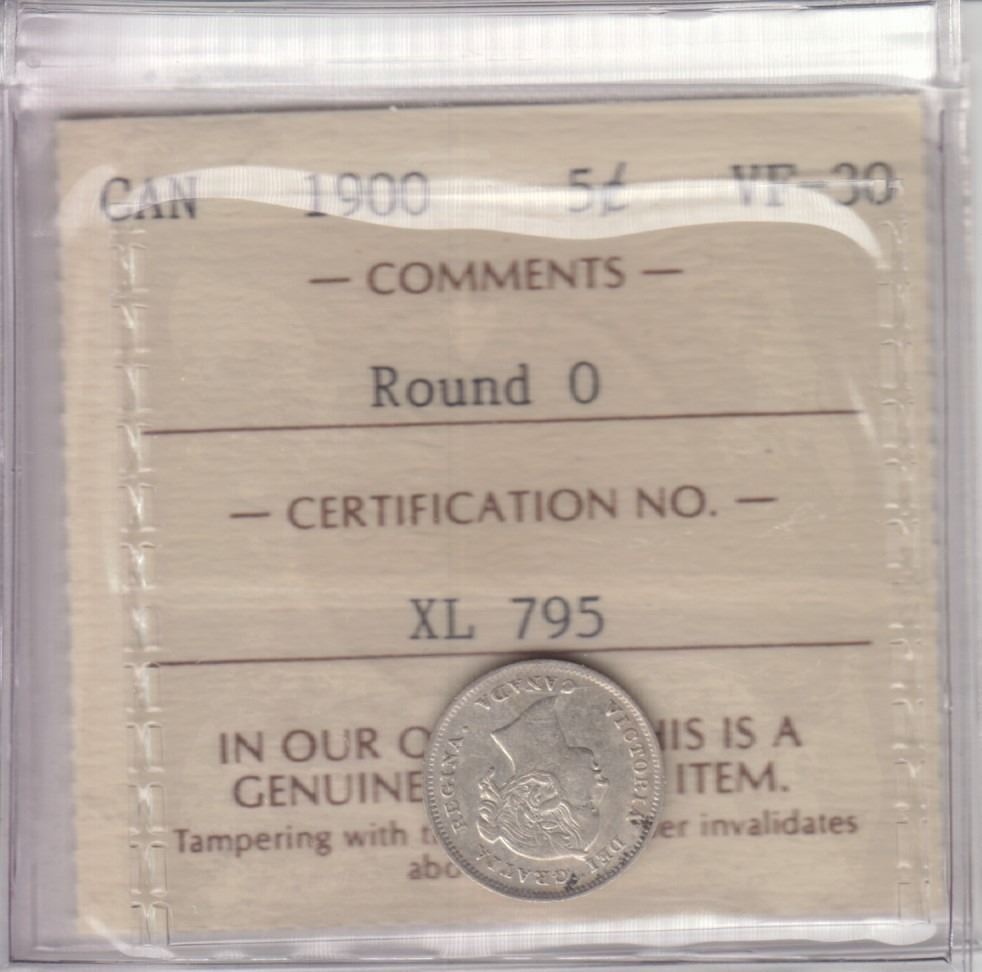 CAN 1900 5¢ VF-30
— COMMENTS —
Round 0
— CERTIFICATION NO. —
XL 795
IN OUR O HIS IS A
GENUINE ITEM.
Tampering with t er invalidates
abo
VICTORIA DEI GRATIA REGINA. CANADA